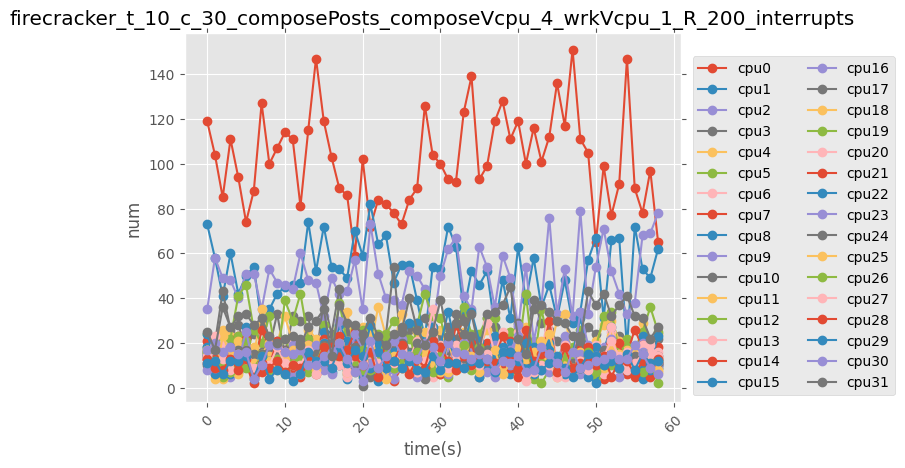 firecracker_t_10_c_30_composePosts_composeVcpu_4_wrkVcpu_1_R_200_interrupts
num
140
120
100
80
60
40
20
0
0 10 20 30 40 50 60
time(s)
cpu0 cpu16
cpu1 cpu17
cpu2 cpu18
cpu3 cpu19
cpu4 cpu20
cpu5 cpu21
cpu6 cpu22
cpu7 cpu23
cpu8 cpu24
cpu9 cpu25
cpu10 cpu26
cpu11 cpu27
cpu12 cpu28
cpu13 cpu29
cpu14 cpu30
cpu15 cpu31